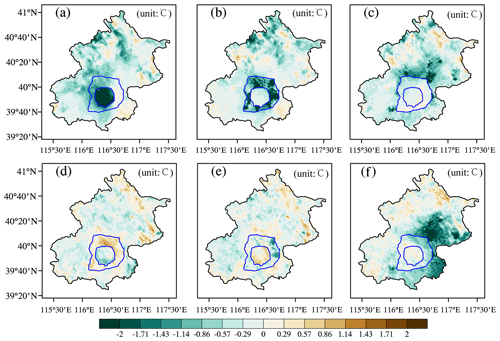 (a) (unit: C) (b) (unit: C) (c) (unit: C)
41°N
40°40'N
40°20'N
40°N
39°40'N
39°20'N
115°30'E 116°E 116°30'E 117°E 117°30'E 115°30'E 116°E 116°30'E 117°E 117°30'E 115°30'E 116°E 116°30'E 117°E 117°30'E
(d) (unit: C) (e) (unit: C) (f) (unit: C)
41°N
40°40'N
40°20'N
40°N
39°40'N
39°20'N
115°30'E 116°E 116°30'E 117°E 117°30'E 115°30'E 116°E 116°30'E 117°E 117°30'E 115°30'E 116°E 116°30'E 117°E 117°30'E
-2 -1.71 -1.43 -1.14 -0.86 -0.57 -0.29 0 0.29 0.57 0.86 1.14 1.43 1.71 2